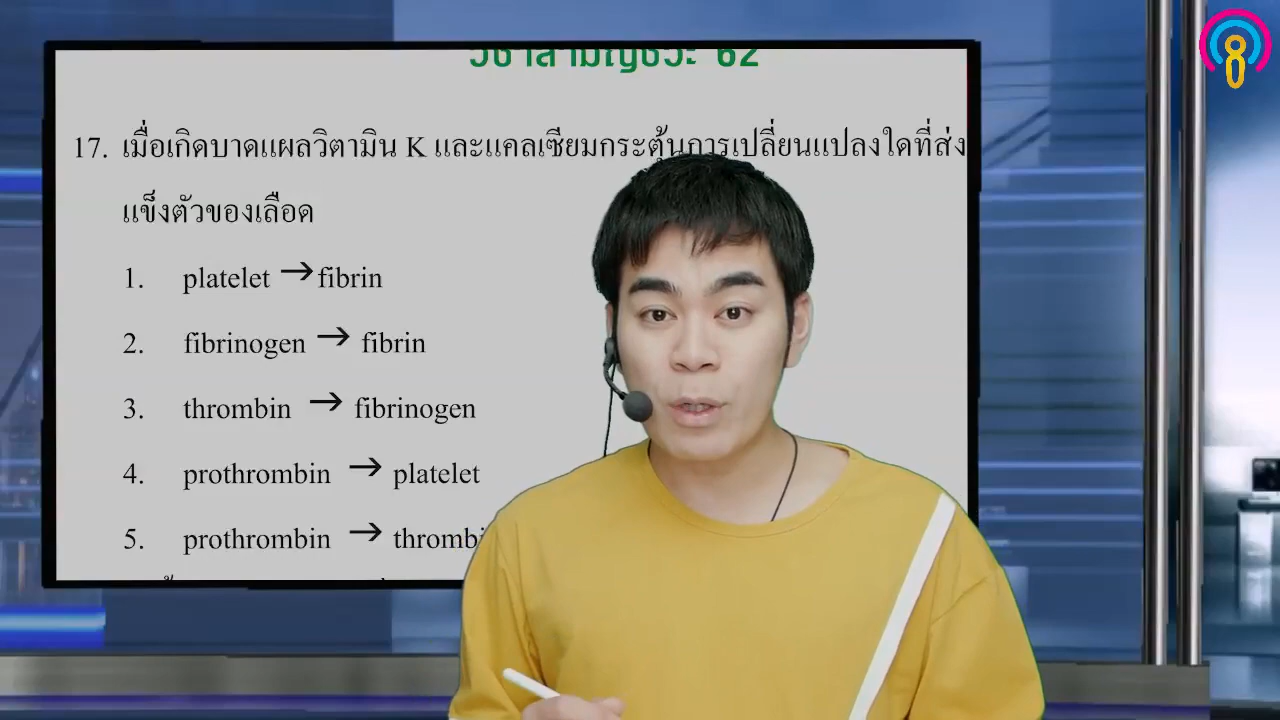 วิชาสามัญชีวะ 62
17. เมื่อเกิดบาดแผลวิตามิน K และแคลเซียมกระตุ้นการเปลี่ยนแปลงใดที่ส่ง
แข็งตัวของเลือด
1. platelet → fibrin
2. fibrinogen → fibrin
3. thrombin → fibrinogen
4. prothrombin → platelet
5. prothrombin → thrombi